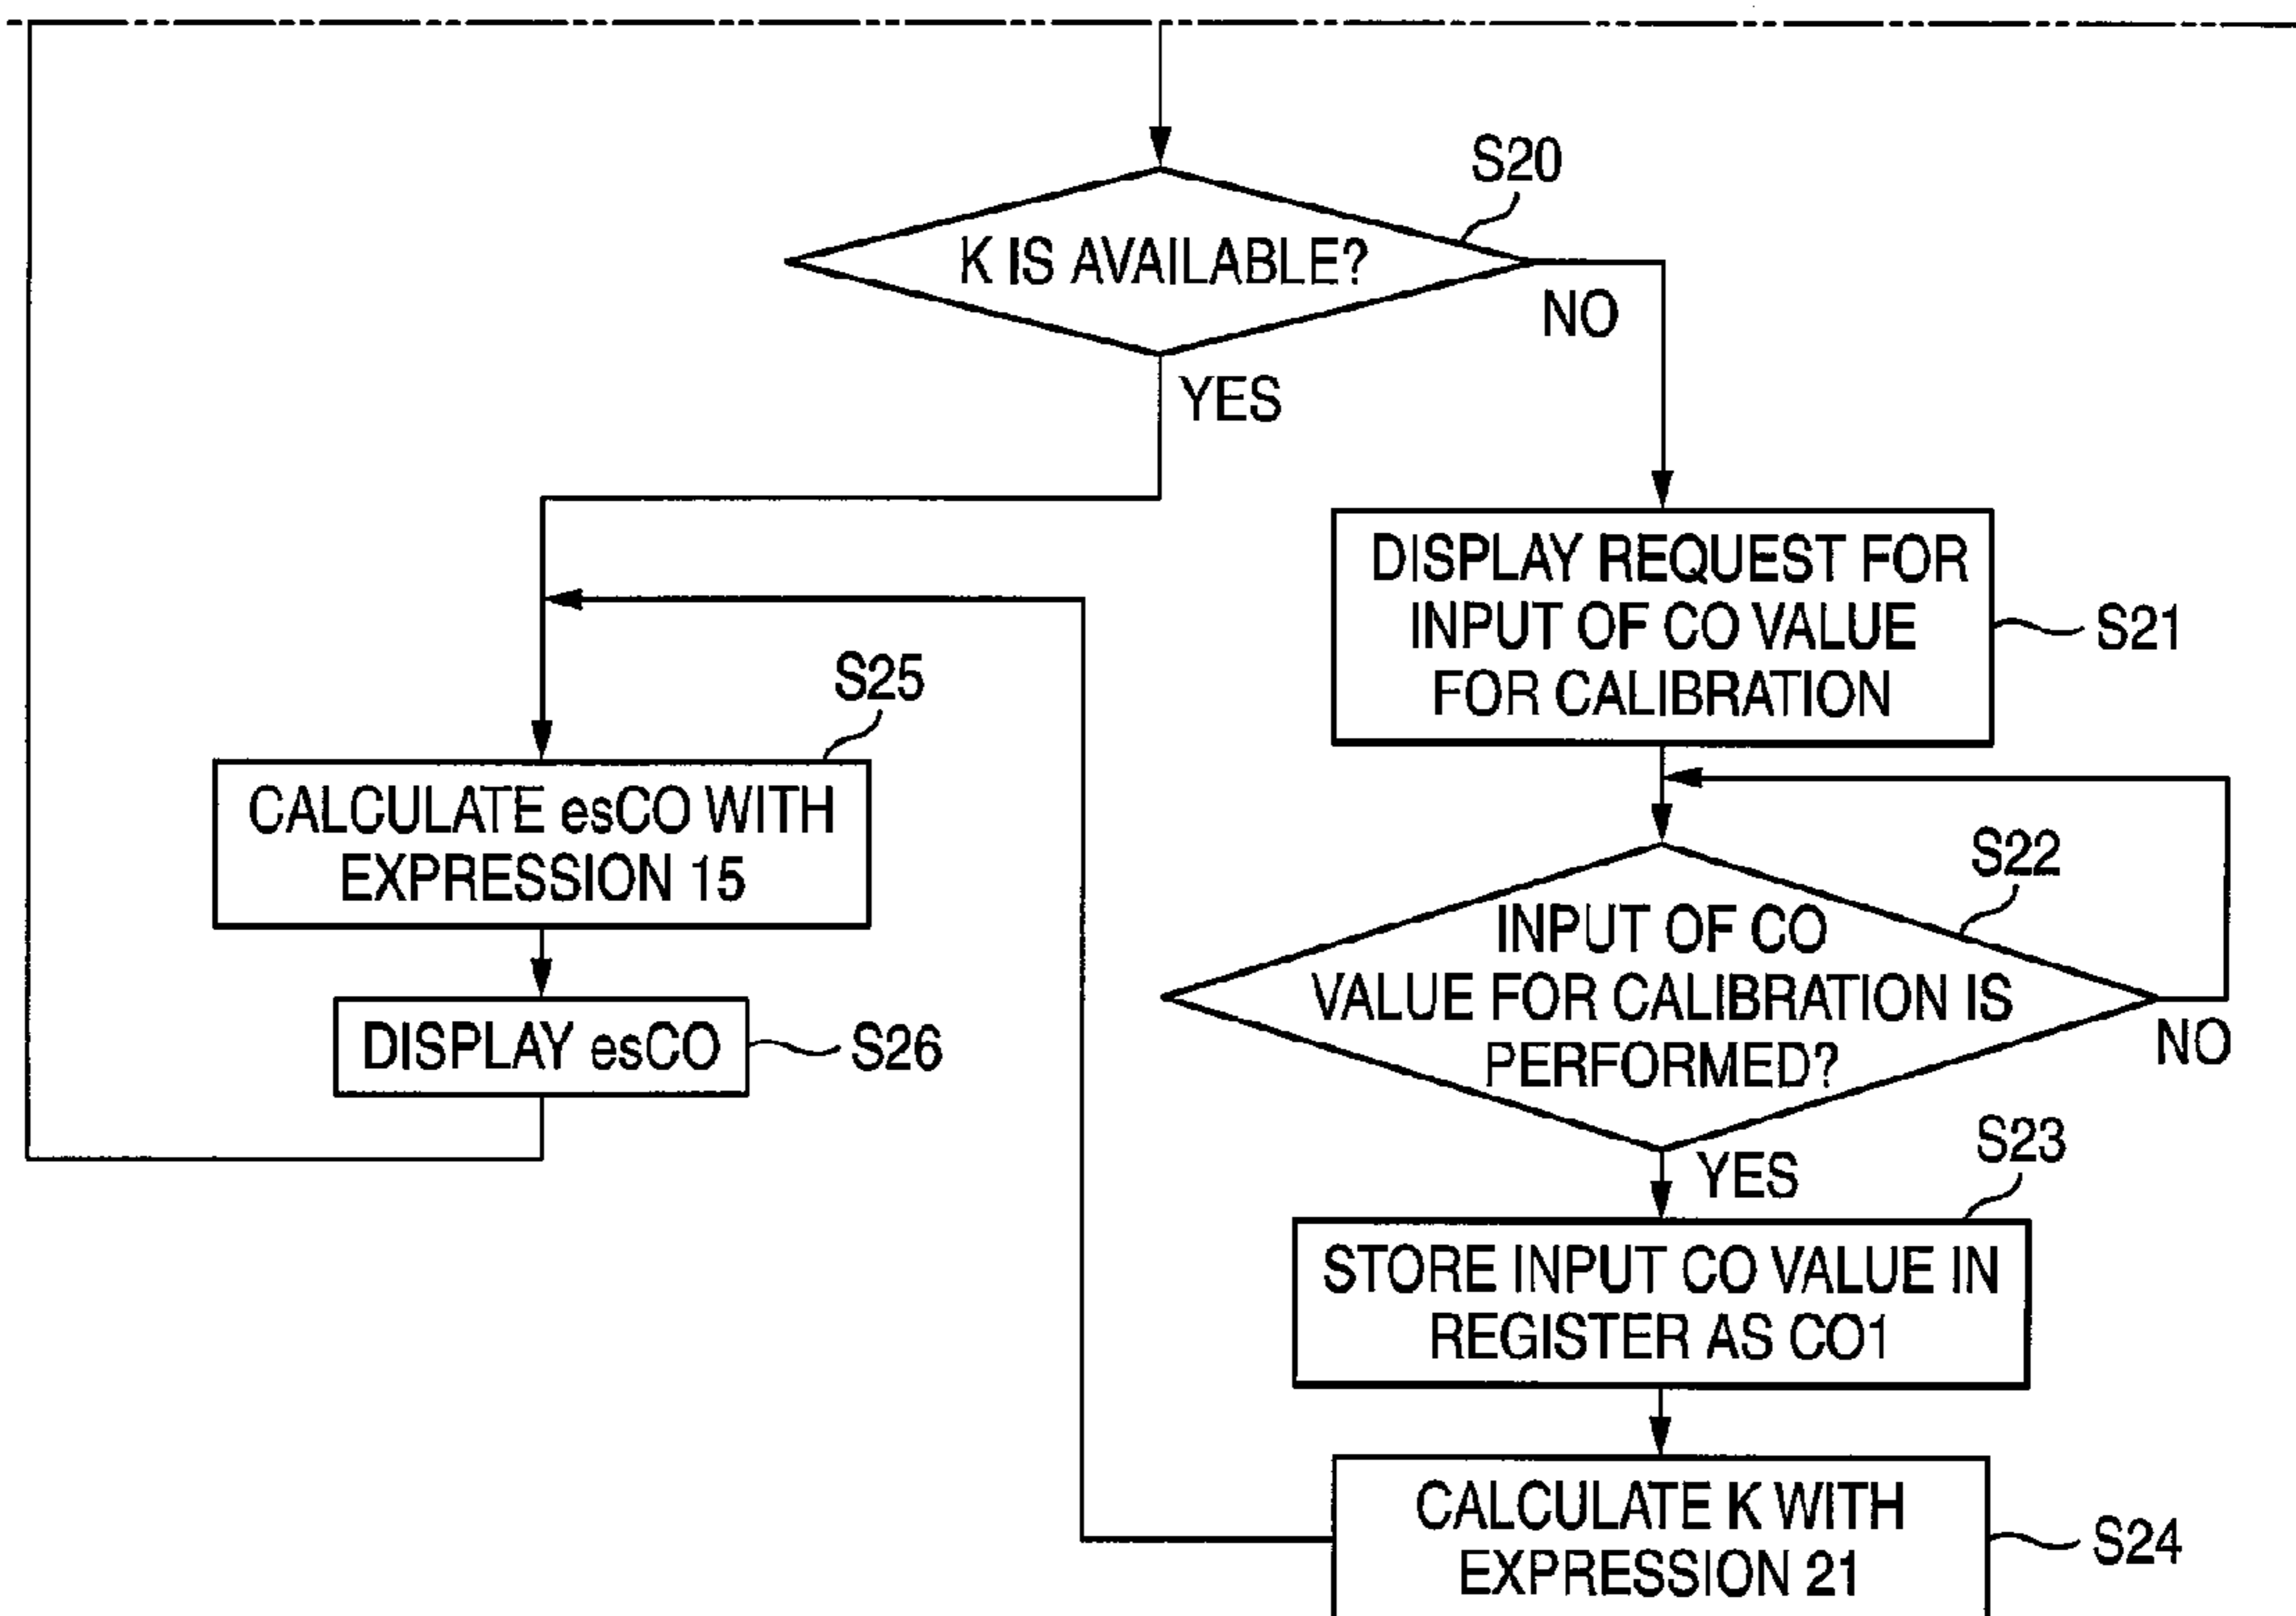 S20
K IS AVAILABLE?
NO
YES
DISPLAY REQUEST FOR
INPUT OF CO VALUE
FOR CALIBRATION
S21
S25
CALCULATE esCO WITH
EXPRESSION 15
S22
INPUT OF CO
VALUE FOR CALIBRATION IS
PERFORMED?
NO
DISPLAY esCO
S26
YES
S23
STORE INPUT CO VALUE IN
REGISTER AS CO1
CALCULATE K WITH
EXPRESSION 21
S24